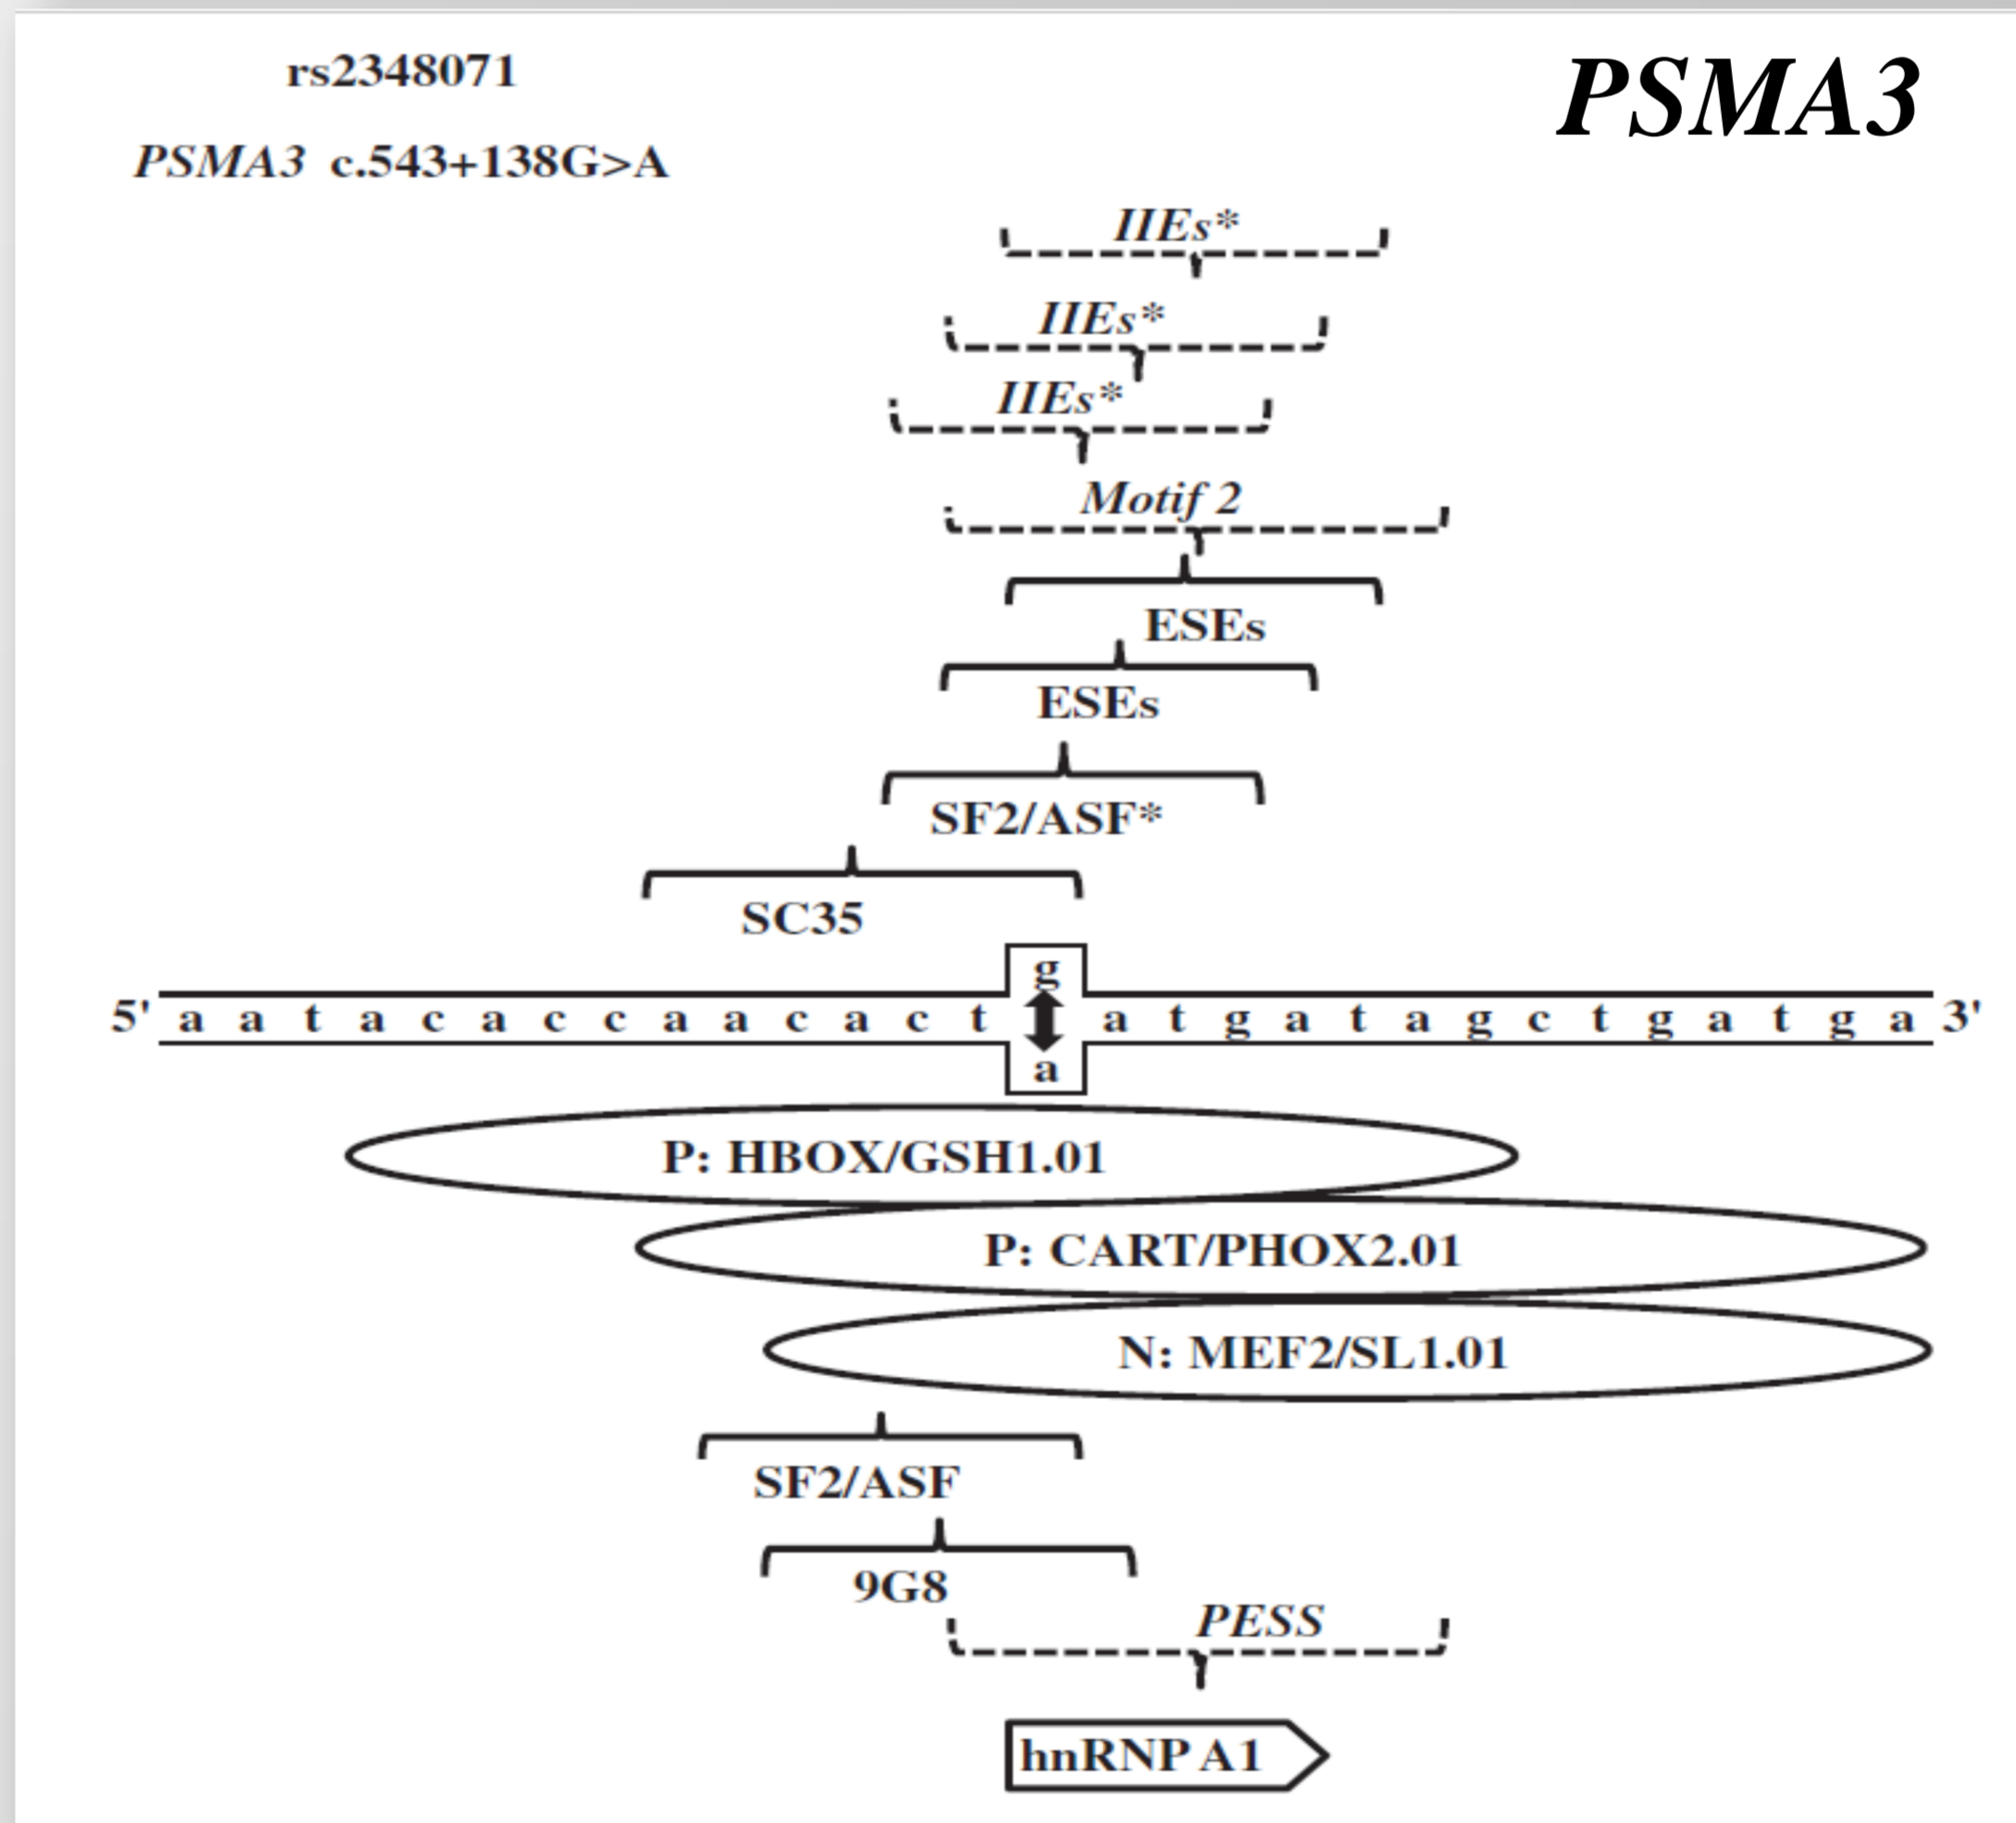 rs2348071
PSMA3
PSMA3 c.543+138G>A
IIEs*
IIEs*
IIEs*
Motif 2
ESEs
ESEs
SF2/ASF*
SC35
g
5' a a t a c a c c a a c a c t a t g a t a g c t g a t g a 3'
a
P: HBOX/GSH1.01
P: CART/PHOX2.01
N: MEF2/SL1.01
SF2/ASF
9G8
PESS
hnRNP A1